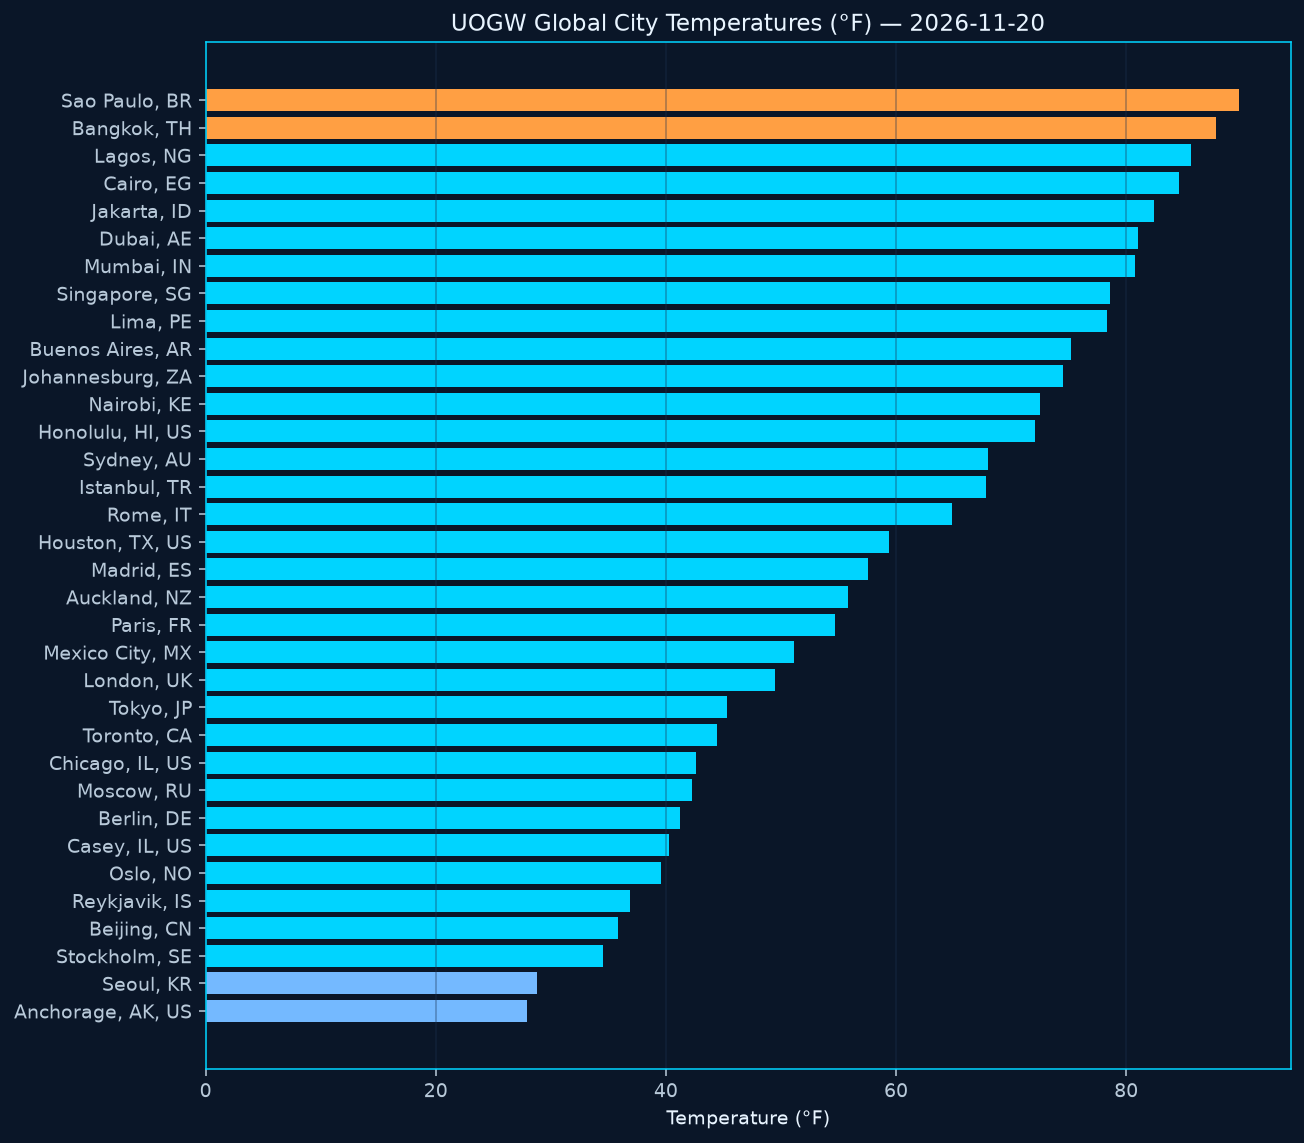 UOGW Global City Temperatures (°F) — 2026-11-20
Sao Paulo, BR
Bangkok, TH
Lagos, NG
Cairo, EG
Jakarta, ID
Dubai, AE
Mumbai, IN
Singapore, SG
Lima, PE
Buenos Aires, AR
Johannesburg, ZA
Nairobi, KE
Honolulu, HI, US
Sydney, AU
Istanbul, TR
Rome, IT
Houston, TX, US
Madrid, ES
Auckland, NZ
Paris, FR
Mexico City, MX
London, UK
Tokyo, JP
Toronto, CA
Chicago, IL, US
Moscow, RU
Berlin, DE
Casey, IL, US
Oslo, NO
Reykjavik, IS
Beijing, CN
Stockholm, SE
Seoul, KR
Anchorage, AK, US
0 20 40 60 80
Temperature (°F)